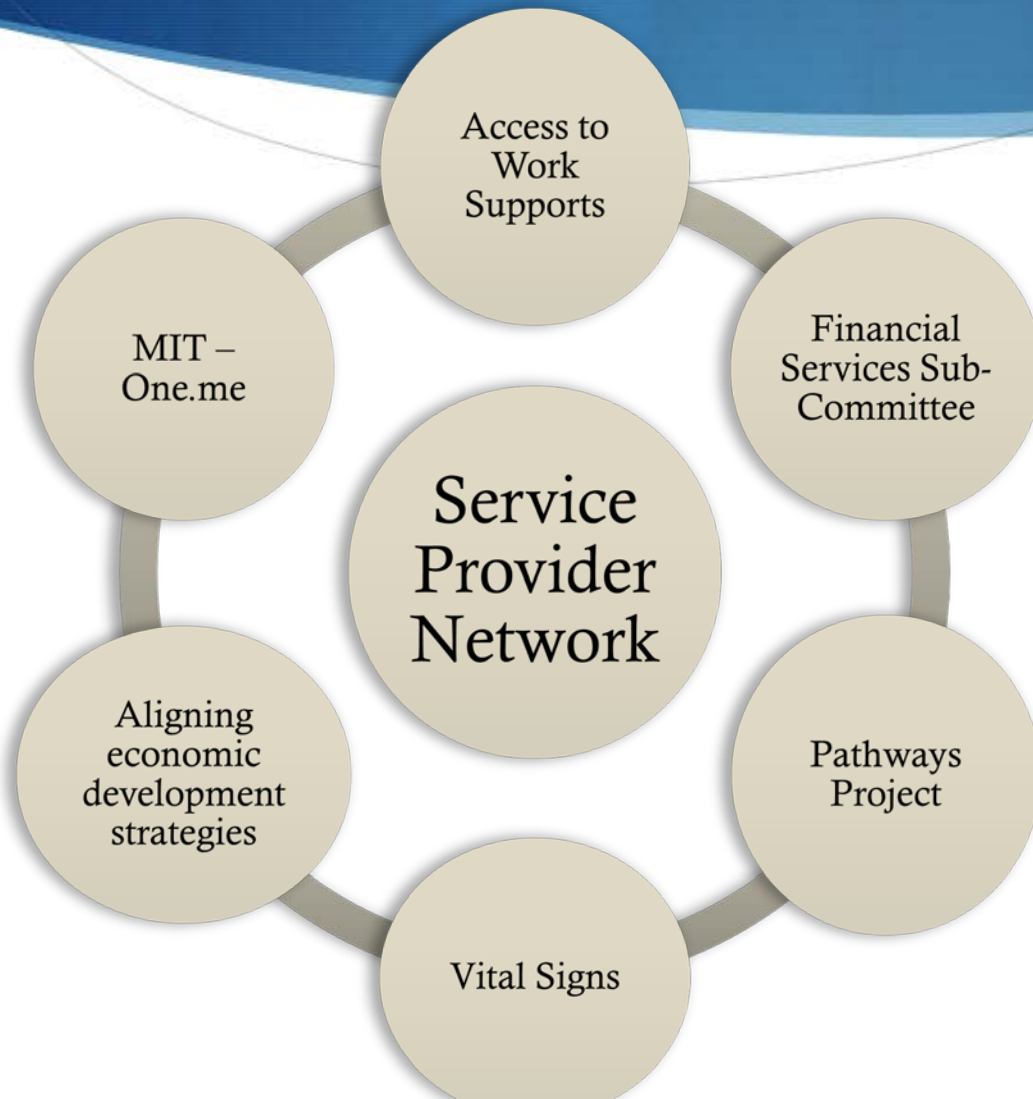 Access to
Work
Supports
MIT –
One.me
Financial
Services Sub-
Committee
Service
Provider
Network
Aligning
economic
development
strategies
Pathways
Project
Vital Signs